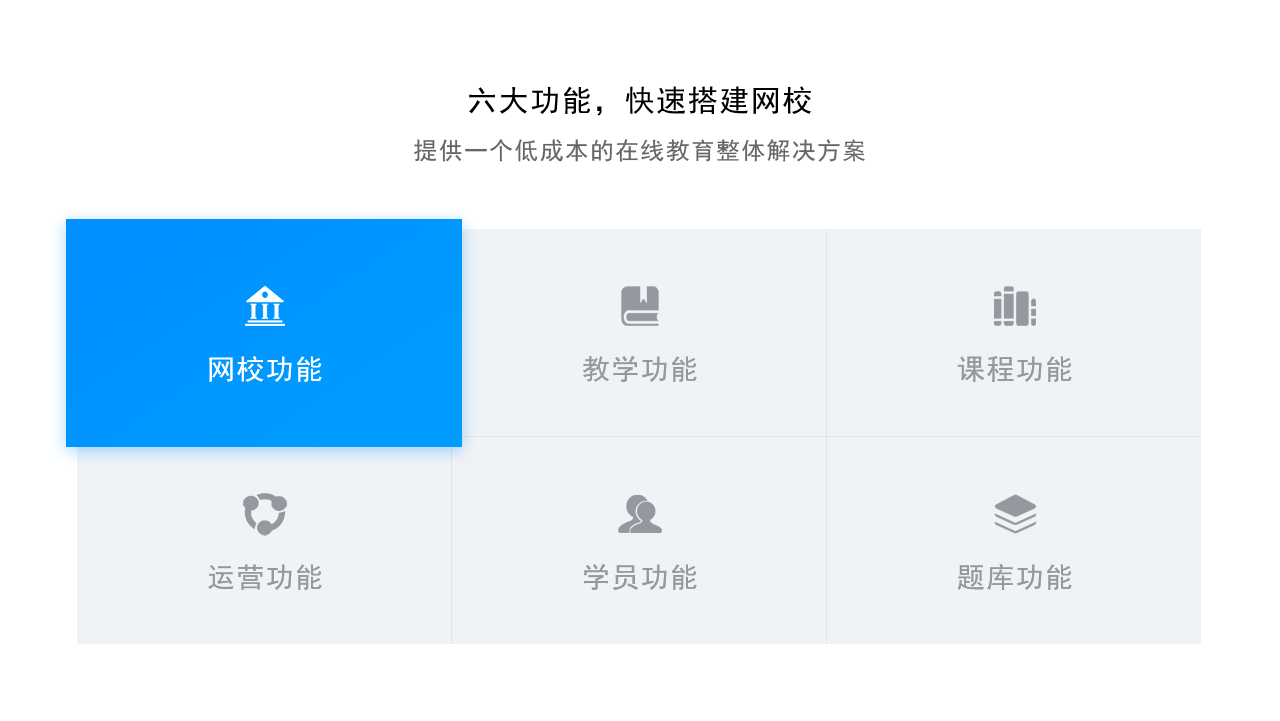 六大功能，快速搭建网校
提供一个低成本的在线教育整体解决方案
网校功能
教学功能
课程功能
运营功能
学员功能
题库功能